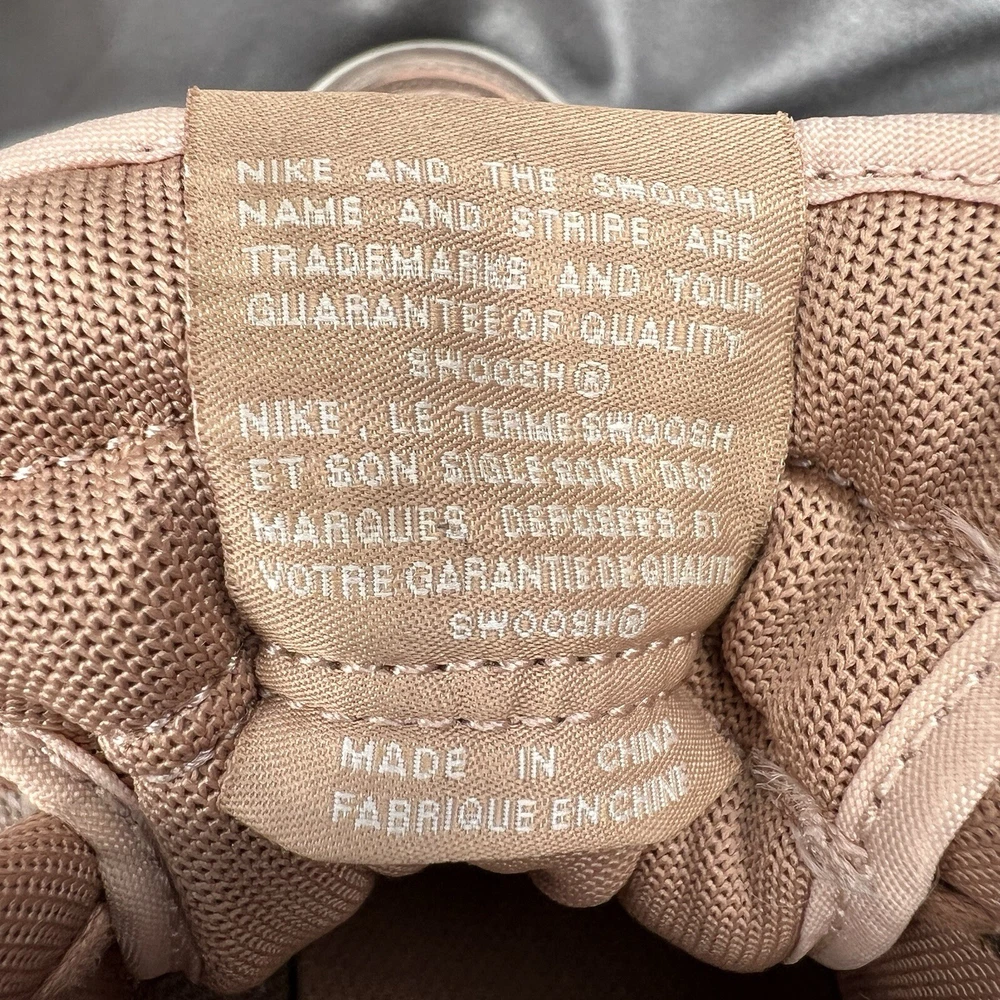 NIKE AND THE SWOOSH
NAME AND STRIPE ARE
TRADEMARKS AND YOUR
GUARANTEE OF QUALITY
SWOOSH®
NIKE, LE TERME SWOOSH
ET SON SIGLE SONT DES
MARQUES DEPOSEES ET
VOTRE GARANTIE DE QUALITE
SWOOSH®
MADE IN CHINA
FABRIQUE EN CHINE